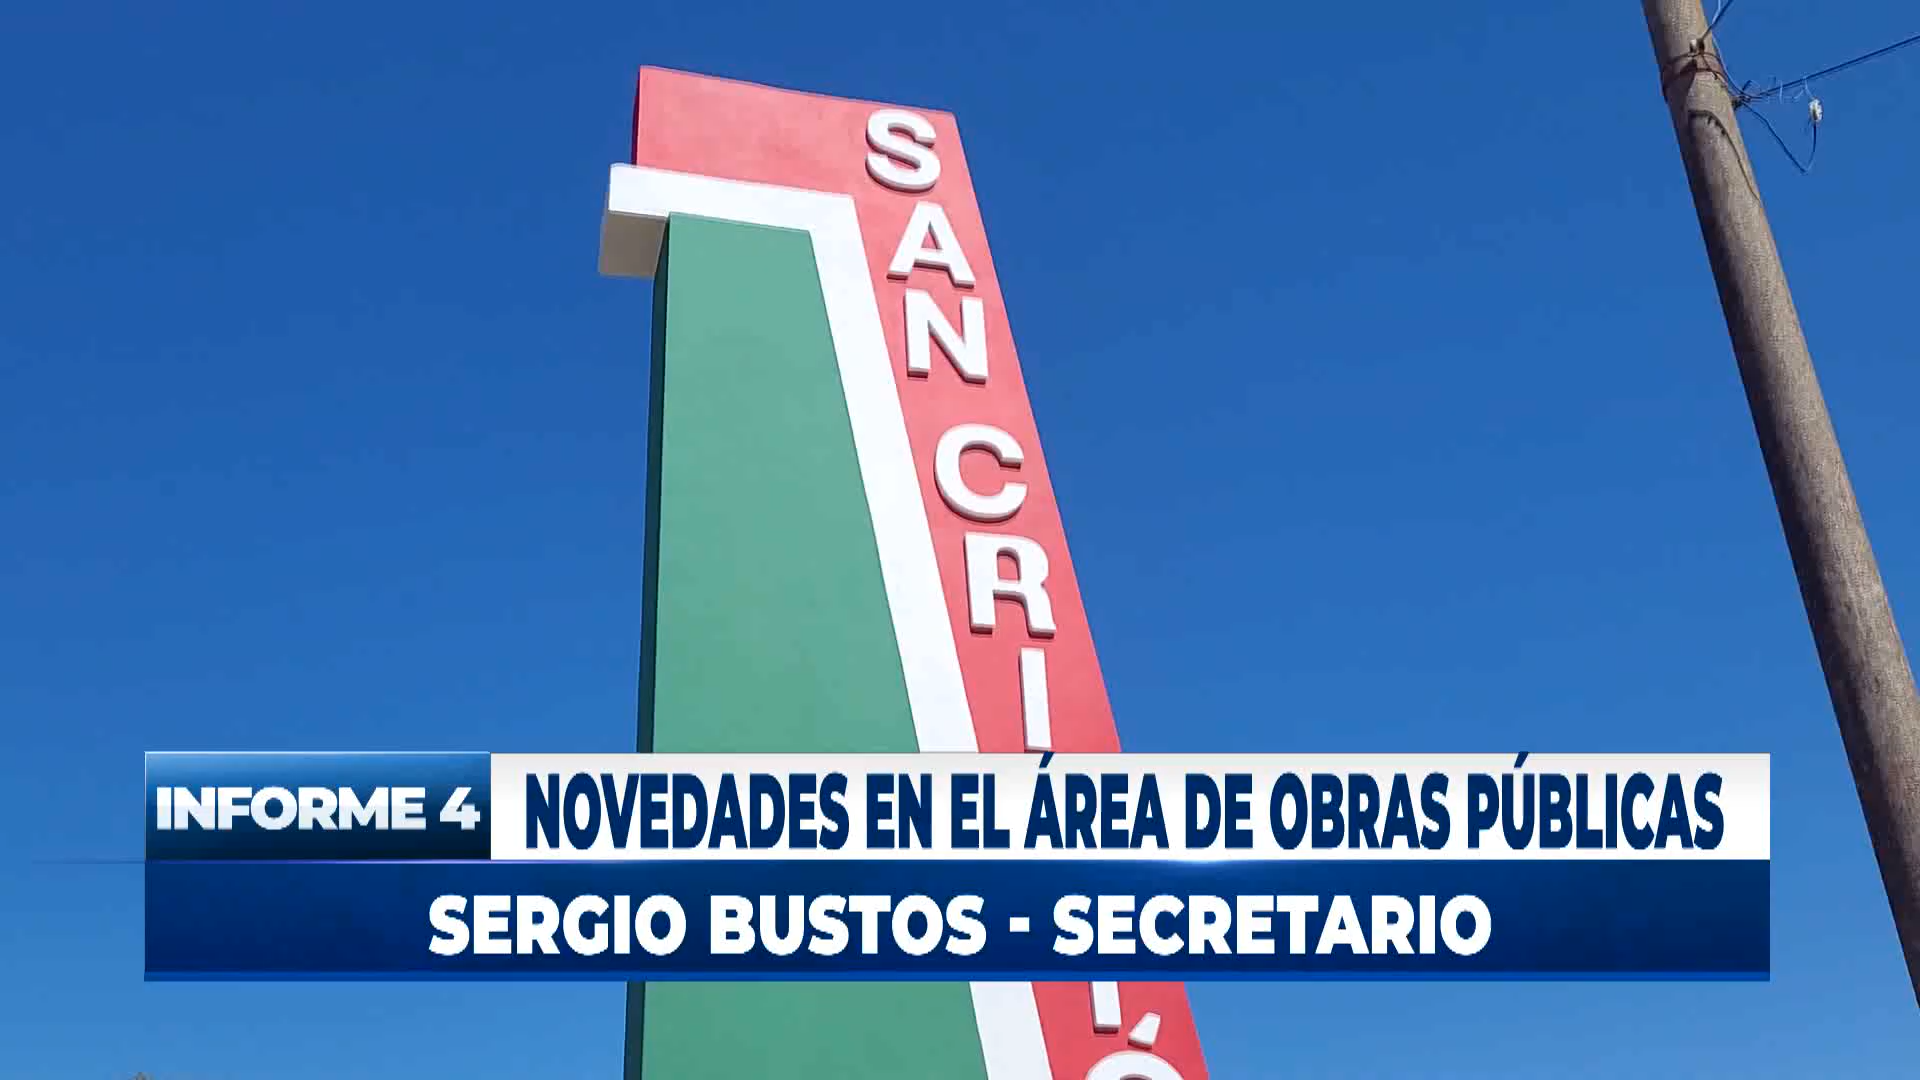 SAN CRI
INFORME 4
NOVEDADES EN EL ÁREA DE OBRAS PÚBLICAS
SERGIO BUSTOS - SECRETARIO